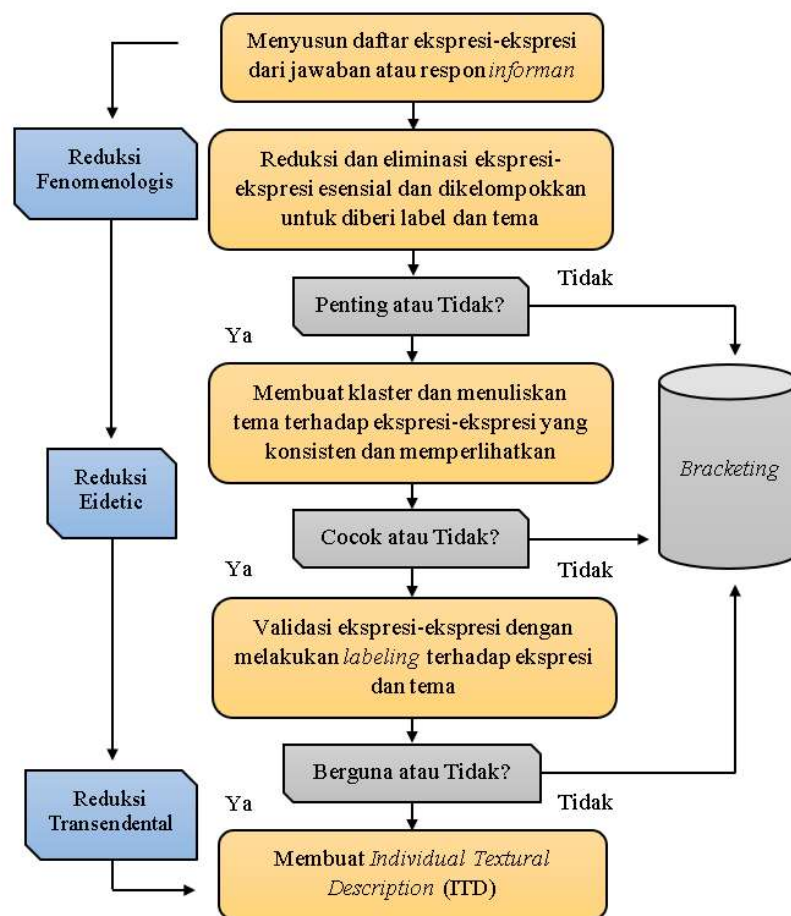 Menyusun daftar ekspresi-ekspresi
dari jawaban atau respon informan
Reduksi
Fenomenologis
Reduksi dan eliminasi ekspresi-
ekspresi esensial dan dikelompokkan
untuk diberi label dan tema
Penting atau Tidak?
Tidak
Ya
Membuat klaster dan menuliskan
tema terhadap ekspresi-ekspresi yang
konsisten dan memperlihatkan
Bracketing
Reduksi
Eidetic
Cocok atau Tidak?
Ya
Tidak
Validasi ekspresi-ekspresi dengan
melakukan labeling terhadap ekspresi
dan tema
Berguna atau Tidak?
Reduksi
Transendental
Ya
Tidak
Membuat Individual Textural
Description (ITD)